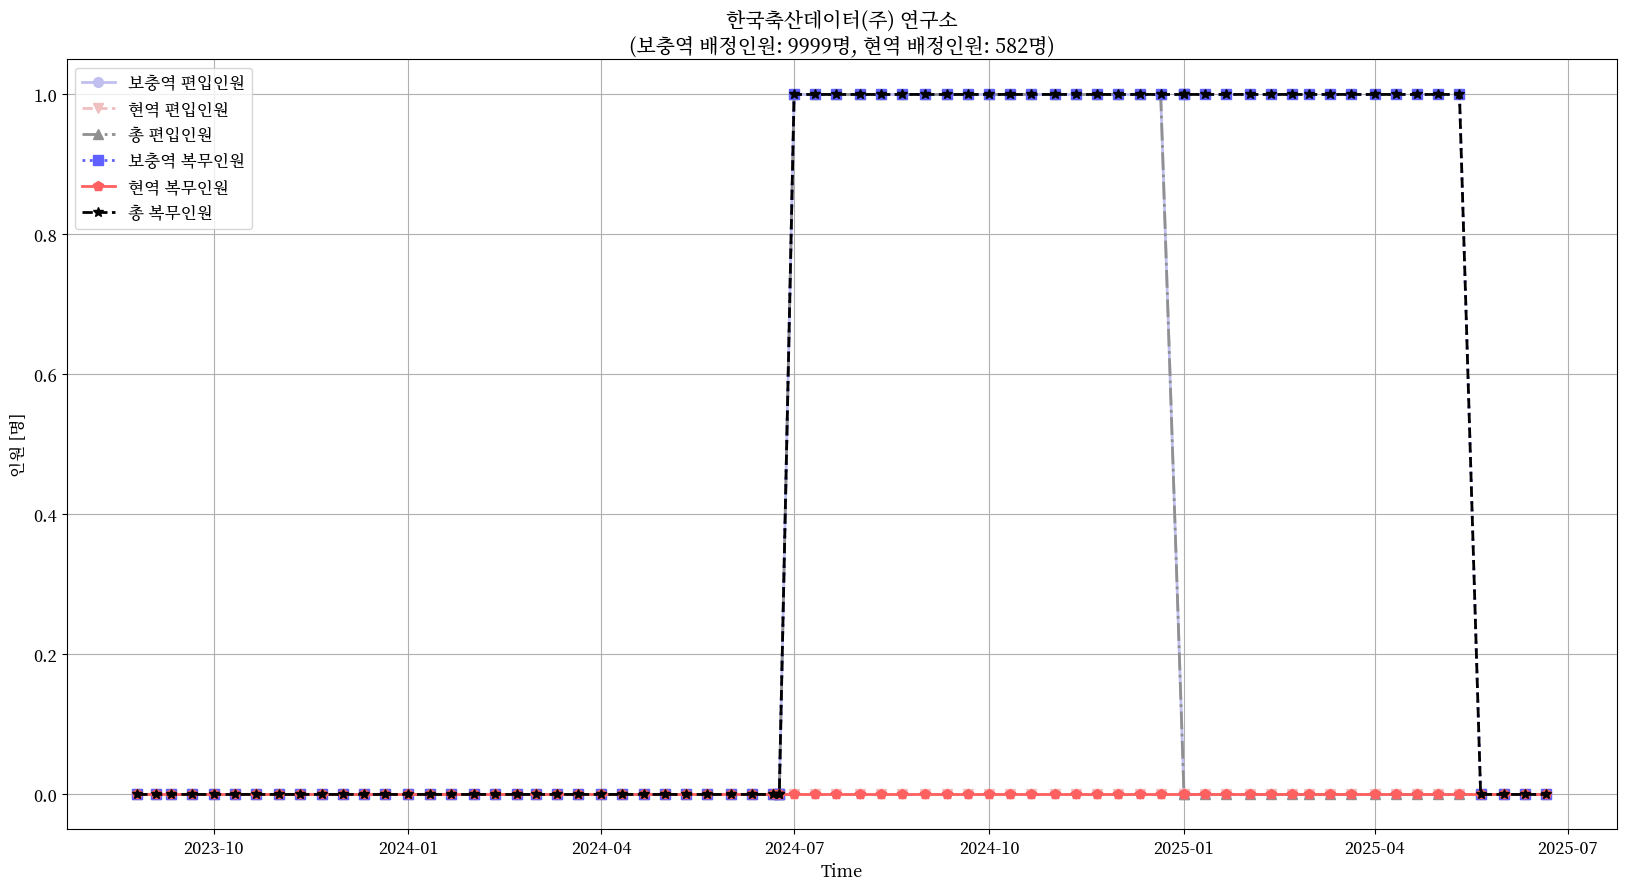 한국축산데이터(주) 연구소
(보충역 배정인원: 9999명, 현역 배정인원: 582명)
보충역 편입인원
현역 편입인원
총 편입인원
보충역 복무인원
현역 복무인원
총 복무인원
인원 [명]
1.0
0.8
0.6
0.4
0.2
0.0
2023-10
2024-01
2024-04
2024-07
2024-10
2025-01
2025-04
2025-07
Time